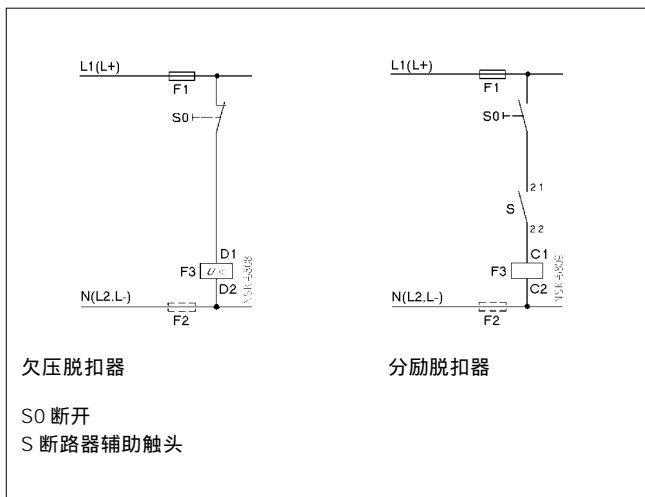 L1(L+)
F1
S0
D1
F3
U <
D2
N(L2,L-)
F2
欠压脱扣器
L1(L+)
F1
S0
21
S
22
C1
F3
C2
N(L2,L-)
F2
分励脱扣器
S0 断开
S 断路器辅助触头